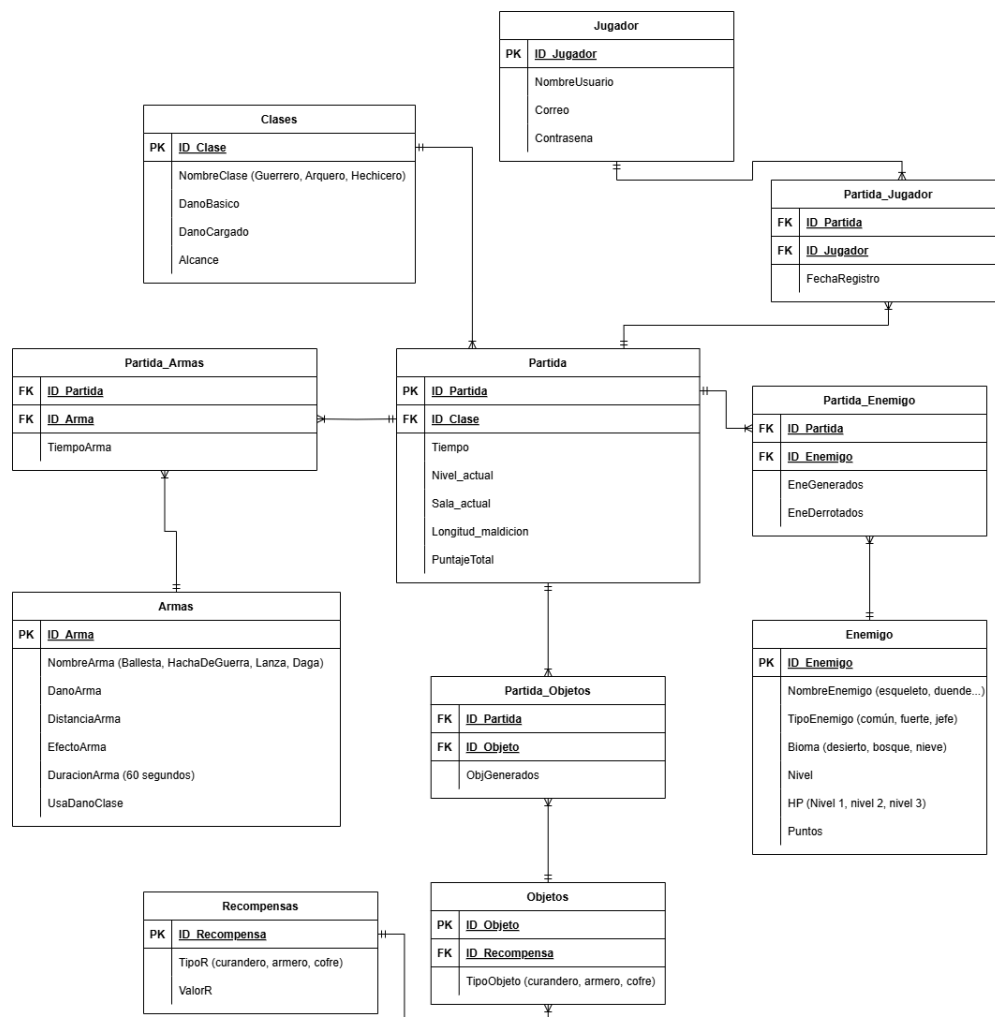 Jugador
PK ID_Jugador
NombreUsuario
Correo
Contrasena
Clases
PK ID_Clase
NombreClase (Guerrero, Arquero, Hechicero)
DanoBasico
DanoCargado
Alcance
Partida_Jugador
FK ID_Partida
FK ID_Jugador
FechaRegistro
Partida_Armas
FK ID_Partida
FK ID_Arma
TiempoArma
Partida
PK ID_Partida
FK ID_Clase
Tiempo
Nivel_actual
Sala_actual
Longitud_maldicion
PuntajeTotal
Partida_Enemigo
FK ID_Partida
FK ID_Enemigo
EneGenerados
EneDerrotados
Armas
PK ID_Arma
NombreArma (Ballesta, HachaDeGuerra, Lanza, Daga)
DanoArma
DistanciaArma
EfectoArma
DuracionArma (60 segundos)
UsaDanoClase
Partida_Objetos
FK ID_Partida
FK ID_Objeto
ObjGenerados
Enemigo
PK ID_Enemigo
NombreEnemigo (esqueleto, duende...)
TipoEnemigo (común, fuerte, jefe)
Bioma (desierto, bosque, nieve)
Nivel
HP (Nivel 1, nivel 2, nivel 3)
Puntos
Recompensas
PK ID_Recompensa
TipoR (curandero, armero, cofre)
ValorR
Objetos
PK ID_Objeto
FK ID_Recompensa
TipoObjeto (curandero, armero, cofre)